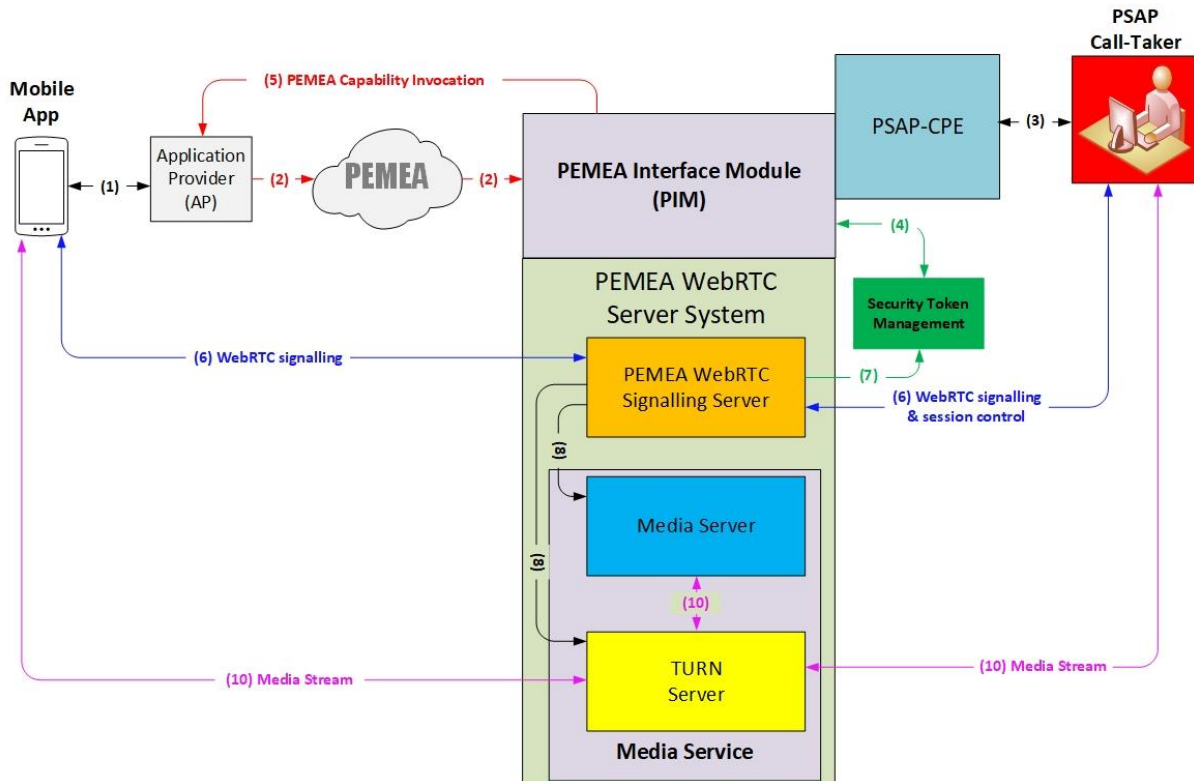 PSAP
Call-Taker
(5) PEMEA Capability Invocation
Mobile
App
PSAP-CPE
(3)
Application
Provider
(AP)
(1)
(2)
PEMEA
(2)
PEMEA Interface Module
(PIM)
(4)
PEMEA WebRTC
Server System
Security Token
Management
(6) WebRTC signalling
PEMEA WebRTC
Signalling Server
(7)
(6) WebRTC signalling
& session control
(8)
Media Server
(8)
(10)
TURN
Server
(10) Media Stream
(10) Media Stream
Media Service